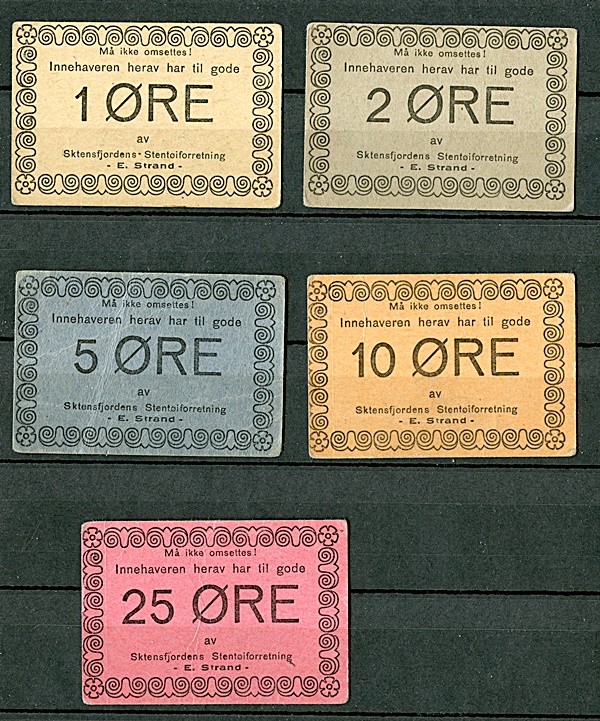 Må ikke omsettes!
Innehaveren herav har til gode
1 ØRE
av
Sktensfjordens-Stentøiforretning
- E. Strand -
Må ikke omsettes!
Innehaveren herav har til gode
2 ØRE
av
Sktensfjordens-Stentøiforretning
- E. Strand -
Må ikke omsettes!
Innehaveren herav har til gode
5 ØRE
av
Sktensfjordens Stentøiforretning
- E. Strand -
Må ikke omsettes!
Innehaveren herav har til gode
10 ØRE
av
Sktensfjordens Stentøiforretning
- E. Strand -
Må ikke omsettes!
Innehaveren herav har til gode
25 ØRE
av
Sktensfjordens Stentøiforretning
- E. Strand -